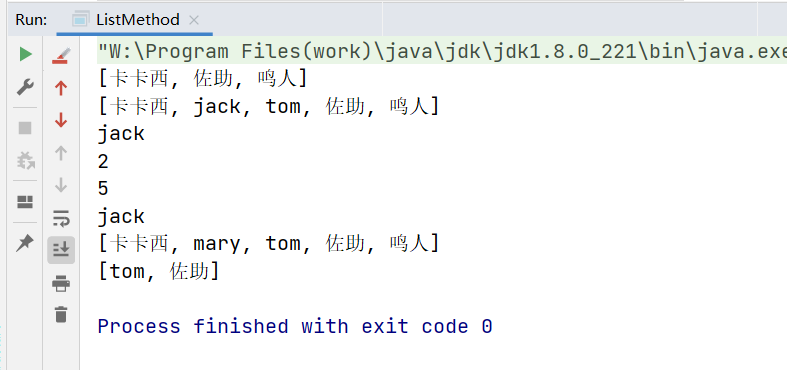 Run: ListMethod
"W:\Program Files(work)\java\jdk\jdk1.8.0_221\bin\java.exe
[卡卡西, 佐助, 鸣人]
[卡卡西, jack, tom, 佐助, 鸣人]
jack
2
5
jack
[卡卡西, mary, tom, 佐助, 鸣人]
[tom, 佐助]
Process finished with exit code 0